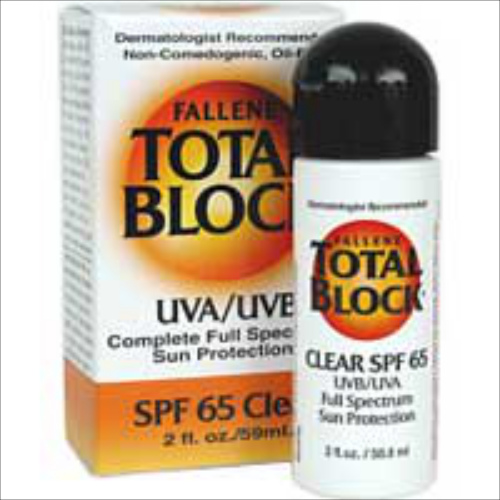 Dermatologist Recommended
Non-Comedogenic, Oil-F
FALLENE
TOTAL
BLOCK
UVA/UVB
Complete Full Spec
Sun Protection
SPF 65 Clea
2 fl. oz./59mL
Dermatologist Recommended
FALLENE
TOTAL
BLOCK
CLEAR SPF 65
UVB/UVA
Full Spectrum
Sun Protection
2 fl.oz. / 58.8 ml